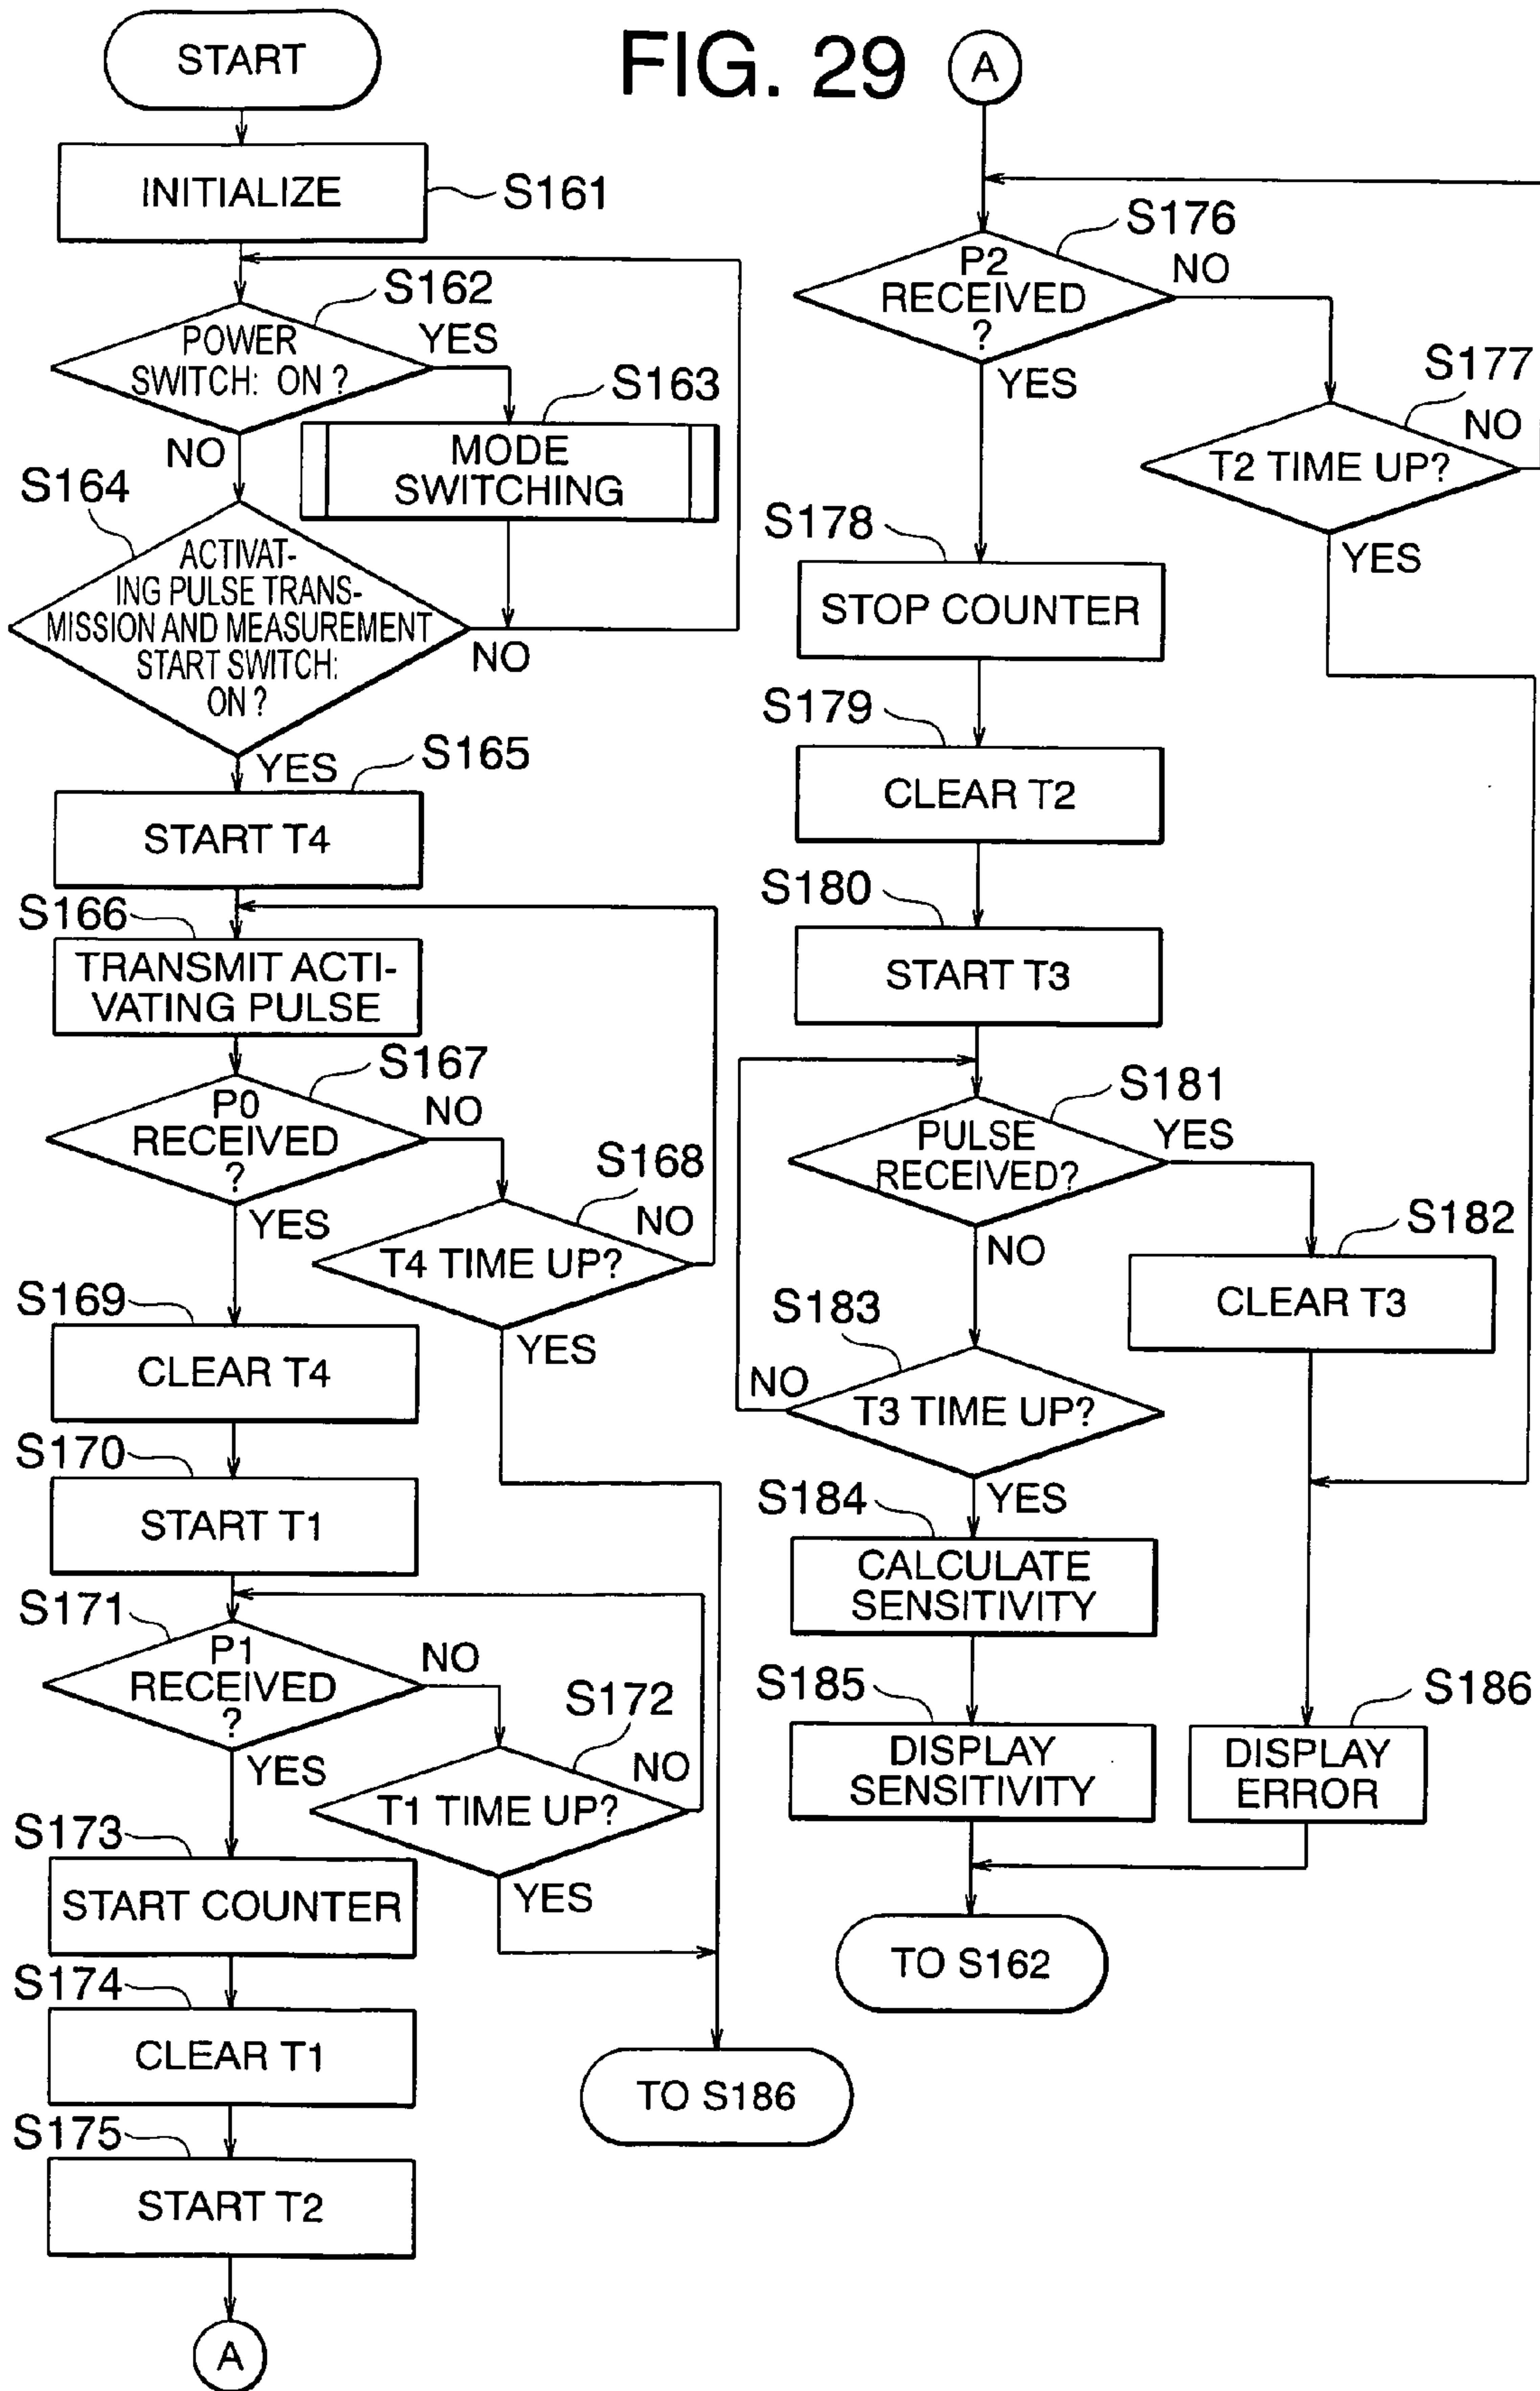 FIG. 29
START
INITIALIZE
S161
S162
POWER
SWITCH: ON ?
YES
NO
S163
MODE
SWITCHING
S164
ACTIVAT-
ING PULSE TRANS-
MISSION AND MEASUREMENT
START SWITCH:
ON ?
NO
YES
S165
START T4
S166
TRANSMIT ACTI-
VATING PULSE
S167
P0
RECEIVED
?
NO
YES
S168
T4 TIME UP?
NO
YES
S169
CLEAR T4
S170
START T1
S171
P1
RECEIVED
?
NO
YES
S172
T1 TIME UP?
NO
YES
S173
START COUNTER
S174
CLEAR T1
S175
START T2
A
TO S186
A
S176
P2
RECEIVED
?
NO
YES
S177
T2 TIME UP?
NO
YES
S178
STOP COUNTER
S179
CLEAR T2
S180
START T3
S181
PULSE
RECEIVED?
YES
NO
S182
CLEAR T3
S183
T3 TIME UP?
NO
YES
S184
CALCULATE
SENSITIVITY
S185
DISPLAY
SENSITIVITY
S186
DISPLAY
ERROR
TO S162